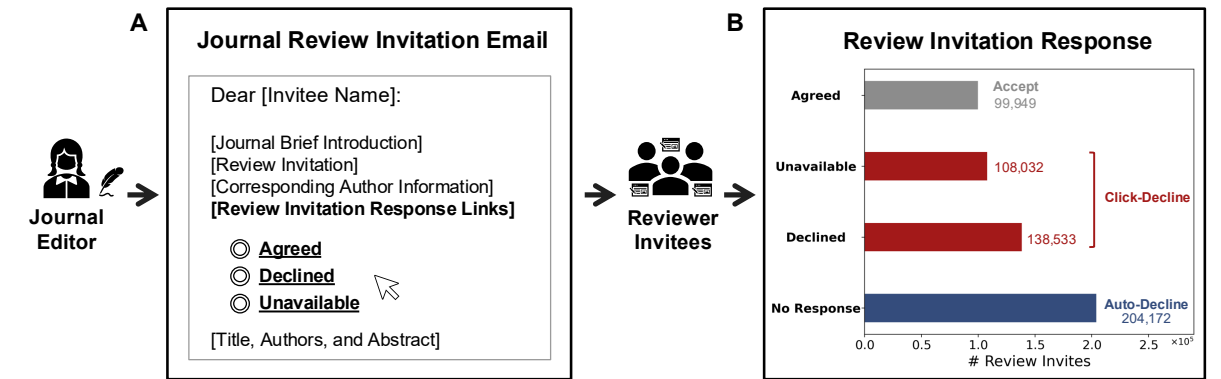 A
Journal Review Invitation Email
Dear [Invitee Name]:
[Journal Brief Introduction]
[Review Invitation]
[Corresponding Author Information]
[Review Invitation Response Links]
Agreed
Declined
Unavailable
[Title, Authors, and Abstract]
Journal
Editor
Reviewer
Invitees
B
Review Invitation Response
Agreed
Accept
99,949
Unavailable
108,032
Click-Decline
Declined
138,533
No Response
Auto-Decline
204,172
0.0 0.5 1.0 1.5 2.0 2.5 ×10⁵
# Review Invites